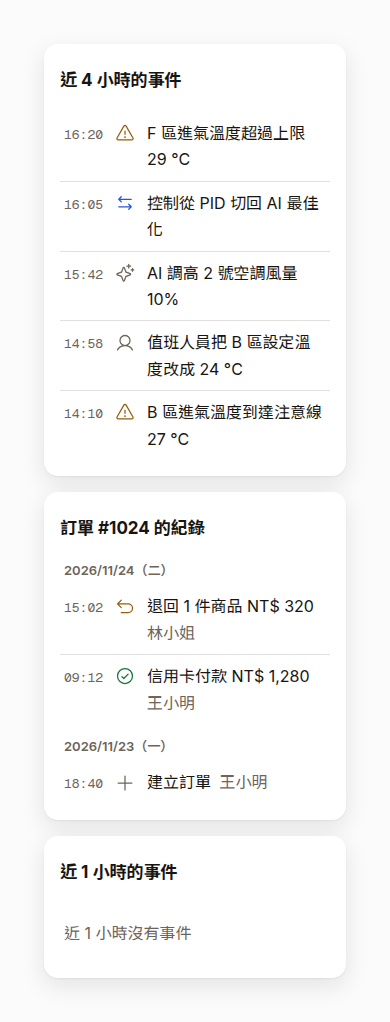 近 4 小時的事件
16:20 F 區進氣溫度超過上限
29 °C
16:05 控制從 PID 切回 AI 最佳
化
15:42 AI 調高 2 號空調風量
10%
14:58 值班人員把 B 區設定溫
度改成 24 °C
14:10 B 區進氣溫度到達注意線
27 °C
訂單 #1024 的紀錄
2026/11/24（二）
15:02 退回 1 件商品 NT$ 320
林小姐
09:12 信用卡付款 NT$ 1,280
王小明
2026/11/23（一）
18:40 建立訂單 王小明
近 1 小時的事件
近 1 小時沒有事件